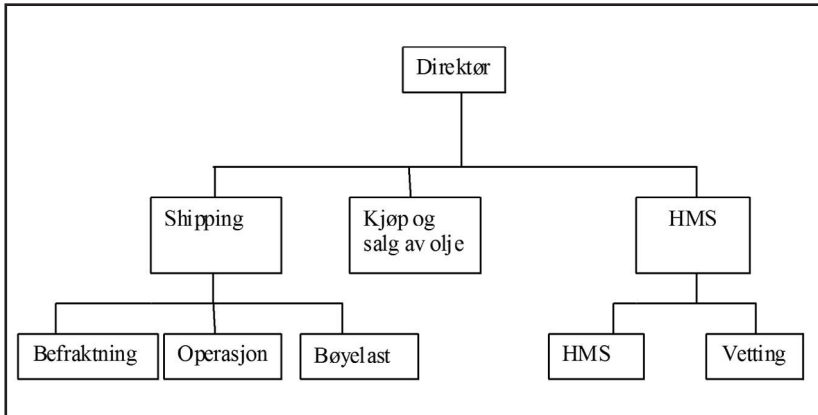 Direktør
Shipping
Kjøp og
salg av olje
HMS
Befraktning
Operasjon
Bøyelast
HMS
Vetting